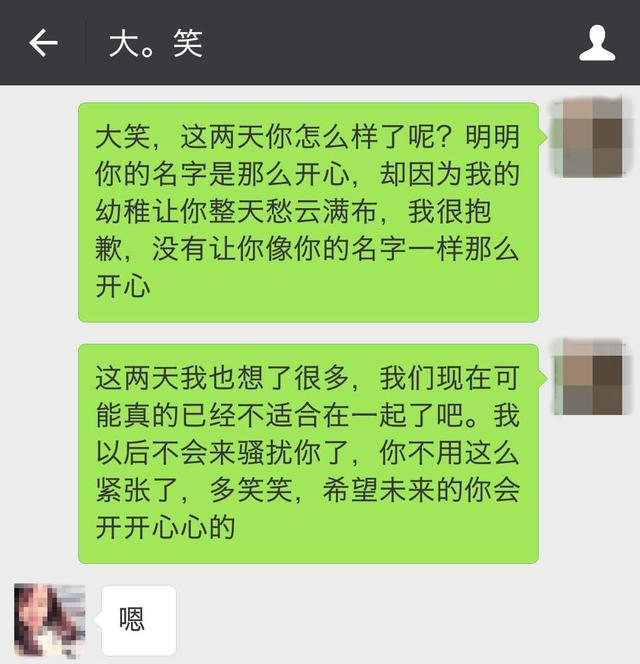 大。笑
大笑，这两天你怎么样了呢？明明
你的名字是那么开心，却因为我的
幼稚让你整天愁云满布，我很抱
歉，没有让你像你的名字一样那么
开心
这两天我也想了很多，我们现在可
能真的已经不适合在一起了吧。我
以后不会来骚扰你了，你不用这么
紧张了，多笑笑，希望未来的你会
开开心心的
嗯